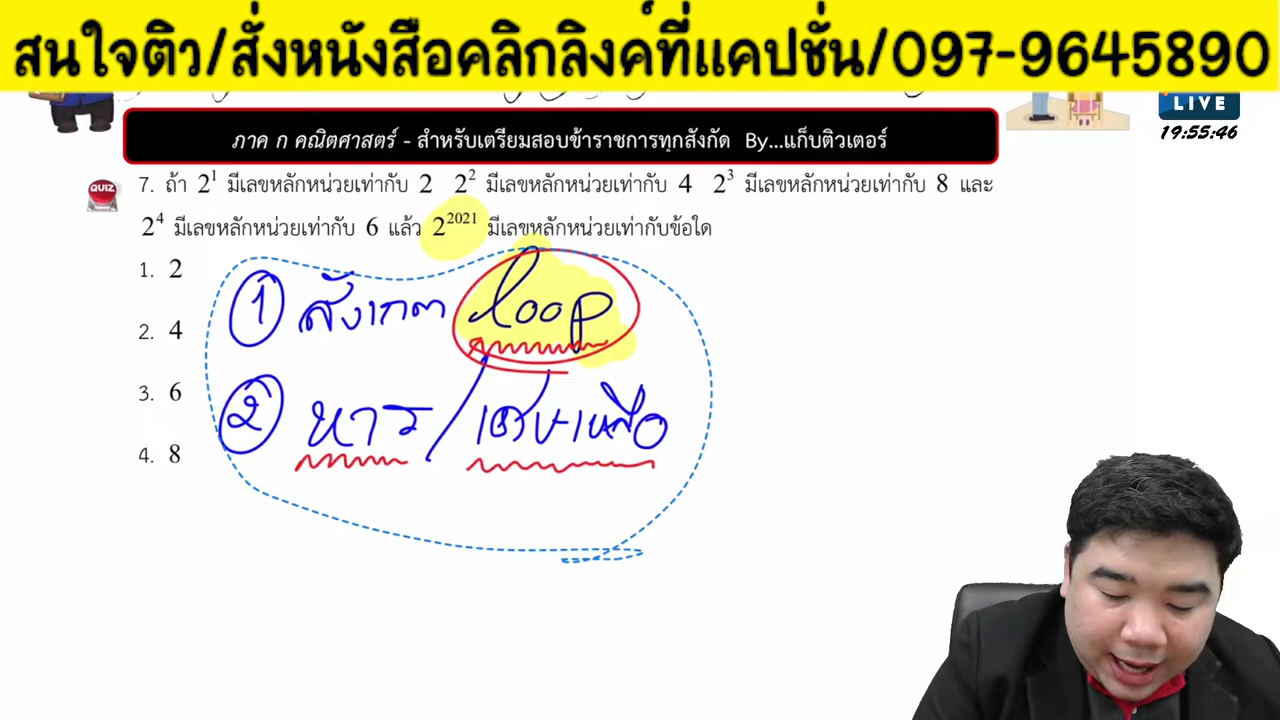 สนใจติว/สั่งหนังสือคลิกลิงค์ที่แคปชั่น/097-9645890
LIVE
19:55:46
ภาค ก คณิตศาสตร์ - สำหรับเตรียมสอบข้าราชการทุกสังกัด By...แก็บติวเตอร์
QUIZ
7. ถ้า 2¹ มีเลขหลักหน่วยเท่ากับ 2 2² มีเลขหลักหน่วยเท่ากับ 4 2³ มีเลขหลักหน่วยเท่ากับ 8 และ
2⁴ มีเลขหลักหน่วยเท่ากับ 6 แล้ว 2²⁰²¹ มีเลขหลักหน่วยเท่ากับข้อใด
1. 2
2. 4
3. 6
4. 8
① สังเกต loop
② หาร/เศษเหลือ